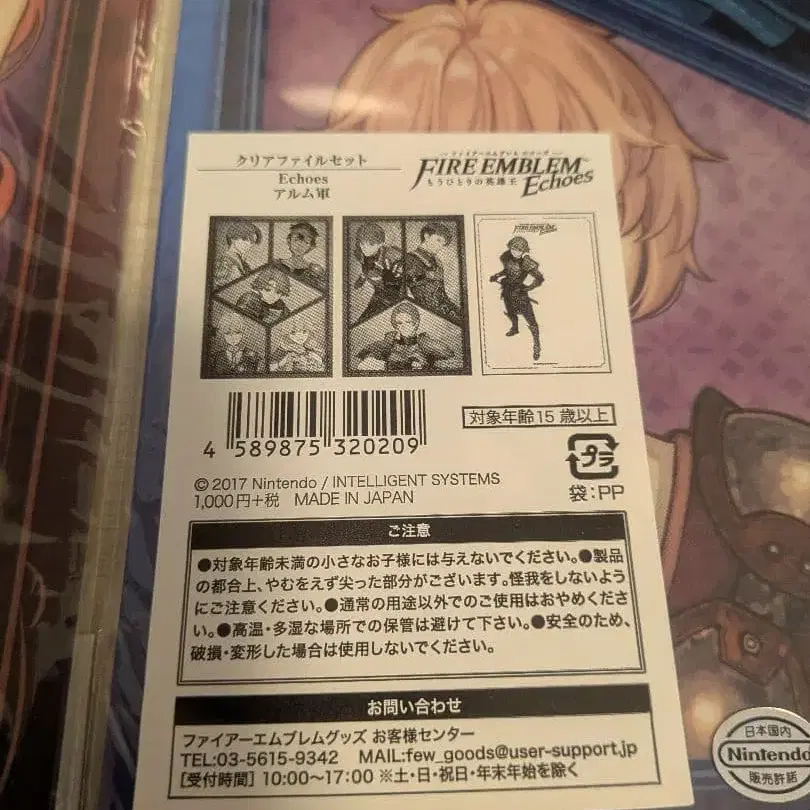 クリアファイルセット
Echoes
アルム軍
ファイアーエムブレム エコーズ
FIRE EMBLEM
もうひとりの英雄王
Echoes
FIRE EMBLEM
Echoes
4 589875 320209
対象年齢15歳以上
プラ
袋:PP
© 2017 Nintendo / INTELLIGENT SYSTEMS
1,000円+税 MADE IN JAPAN
ご注意
●対象年齢未満の小さなお子様には与えないでください。●製品
の都合上、やむをえず尖った部分がございます。怪我をしないよう
にご注意ください。●通常の用途以外でのご使用はおやめくださ
い。●高温・多湿な場所での保管は避けて下さい。●安全のため、
破損・変形した場合は使用しないでください。
お問い合わせ
ファイアーエムブレムグッズ お客様センター
TEL:03-5615-9342 MAIL:few_goods@user-support.jp
[受付時間] 10:00〜17:00 ※土・日・祝日・年末年始を除く
日本国内
Nintendo
販売許諾